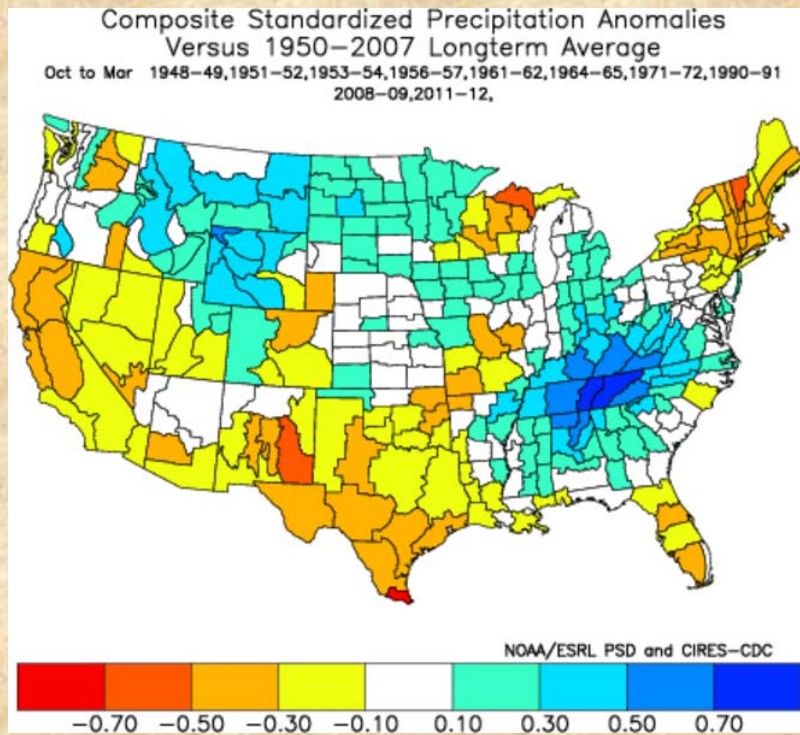 Composite Standardized Precipitation Anomalies
Versus 1950−2007 Longterm Average
Oct to Mar 1948−49,1951−52,1953−54,1956−57,1961−62,1964−65,1971−72,1990−91
2008−09,2011−12,
NOAA/ESRL PSD and CIRES−CDC
−0.70 −0.50 −0.30 −0.10 0.10 0.30 0.50 0.70